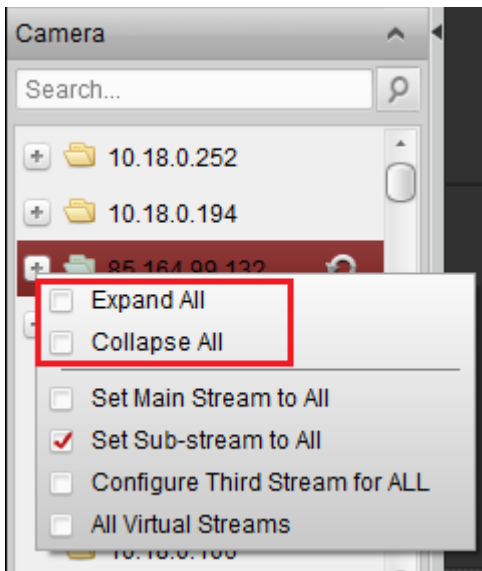 Camera
Search...
10.18.0.252
10.18.0.194
85.164.99.132
Expand All
Collapse All
Set Main Stream to All
Set Sub-stream to All
Configure Third Stream for ALL
All Virtual Streams